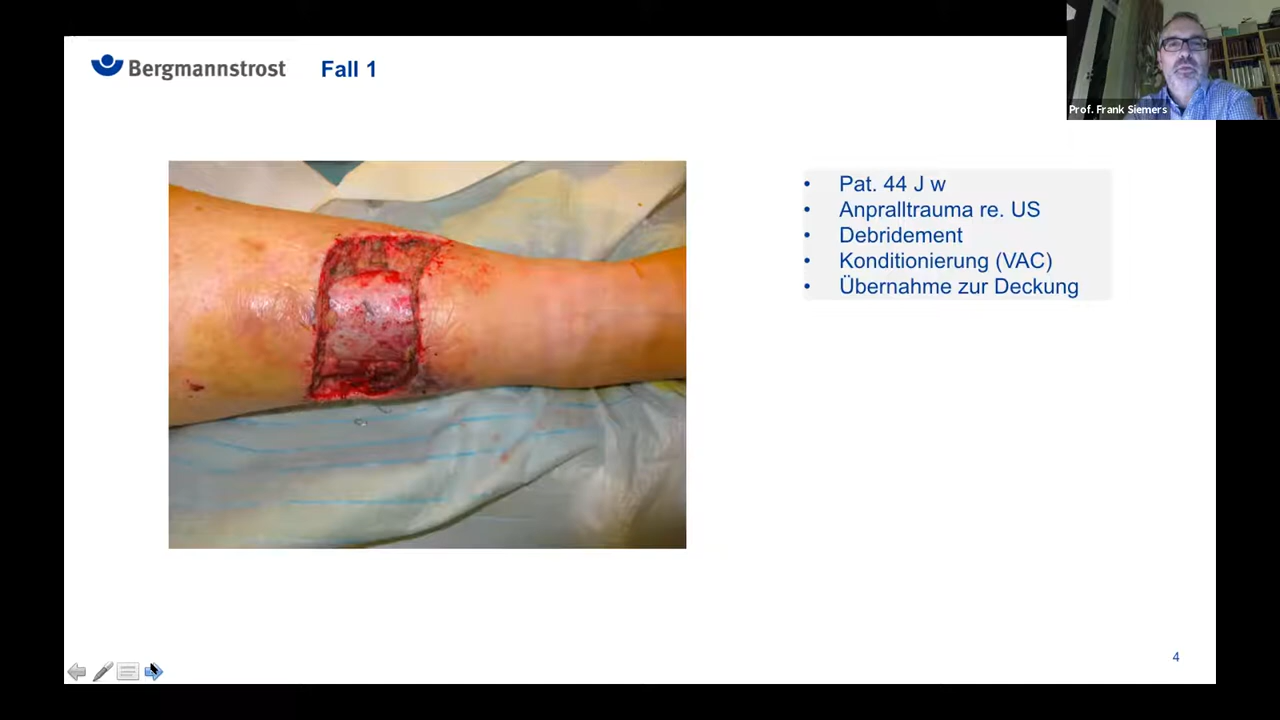 Bergmannstrost
Fall 1
Prof. Frank Siemers
• Pat. 44 J w
• Anpralltrauma re. US
• Debridement
• Konditionierung (VAC)
• Übernahme zur Deckung
4